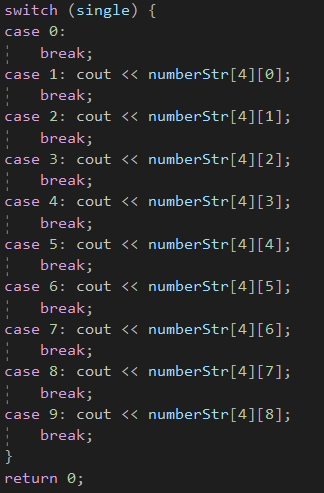 switch (single) {
case 0:
    break;
case 1: cout << numberStr[4][0];
    break;
case 2: cout << numberStr[4][1];
    break;
case 3: cout << numberStr[4][2];
    break;
case 4: cout << numberStr[4][3];
    break;
case 5: cout << numberStr[4][4];
    break;
case 6: cout << numberStr[4][5];
    break;
case 7: cout << numberStr[4][6];
    break;
case 8: cout << numberStr[4][7];
    break;
case 9: cout << numberStr[4][8];
    break;
}
return 0;